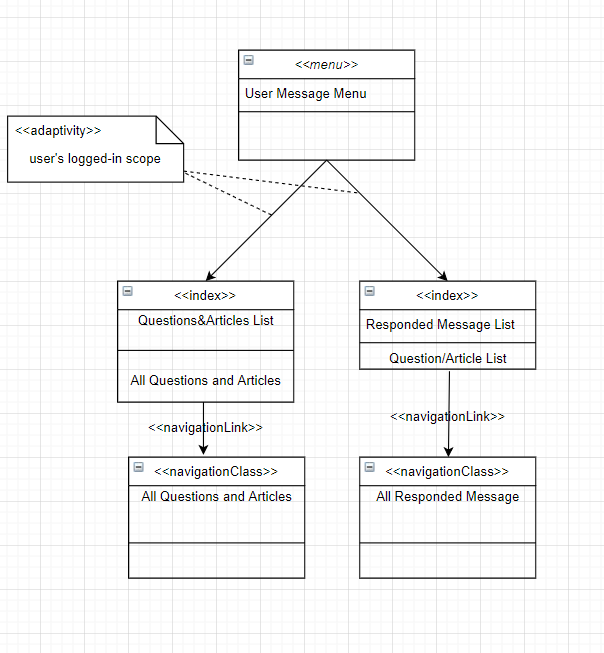 <<menu>>
User Message Menu
<<adaptivity>>
user's logged-in scope
<<index>>
Questions&Articles List
All Questions and Articles
<<index>>
Responded Message List
Question/Article List
<<navigationLink>>
<<navigationLink>>
<<navigationClass>>
All Questions and Articles
<<navigationClass>>
All Responded Message